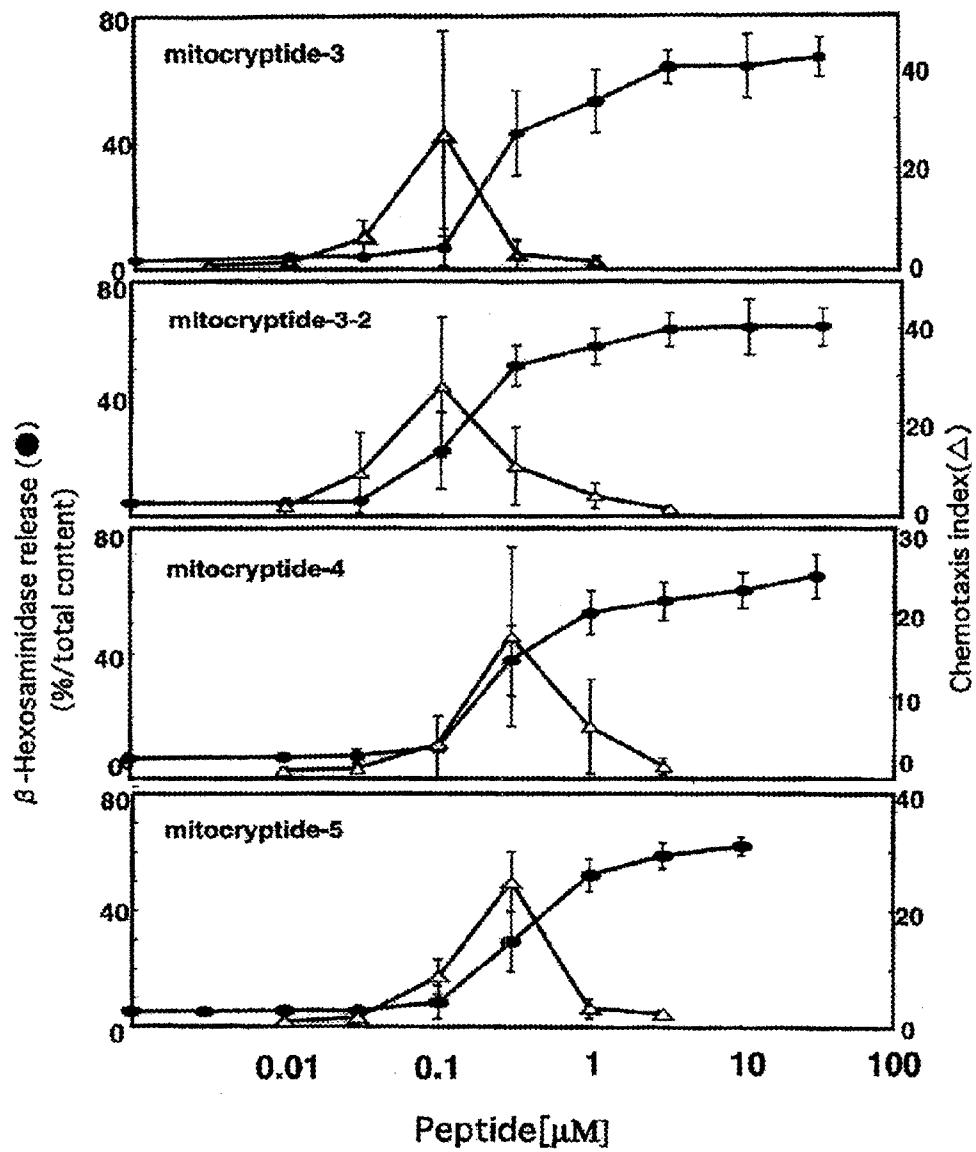 80
mitocryptide-3
40
40
20
0
0
80
mitocryptide-3-2
40
40
20
0
80
30
mitocryptis-4
20
40
10
0
0
80
40
mitocryptide-5
40
20
0
0
0.01 0.1 1 10 100
Peptide[μM]
β-Hexosaminidase release (●)
(%/total content)
Chemotaxis index(△)